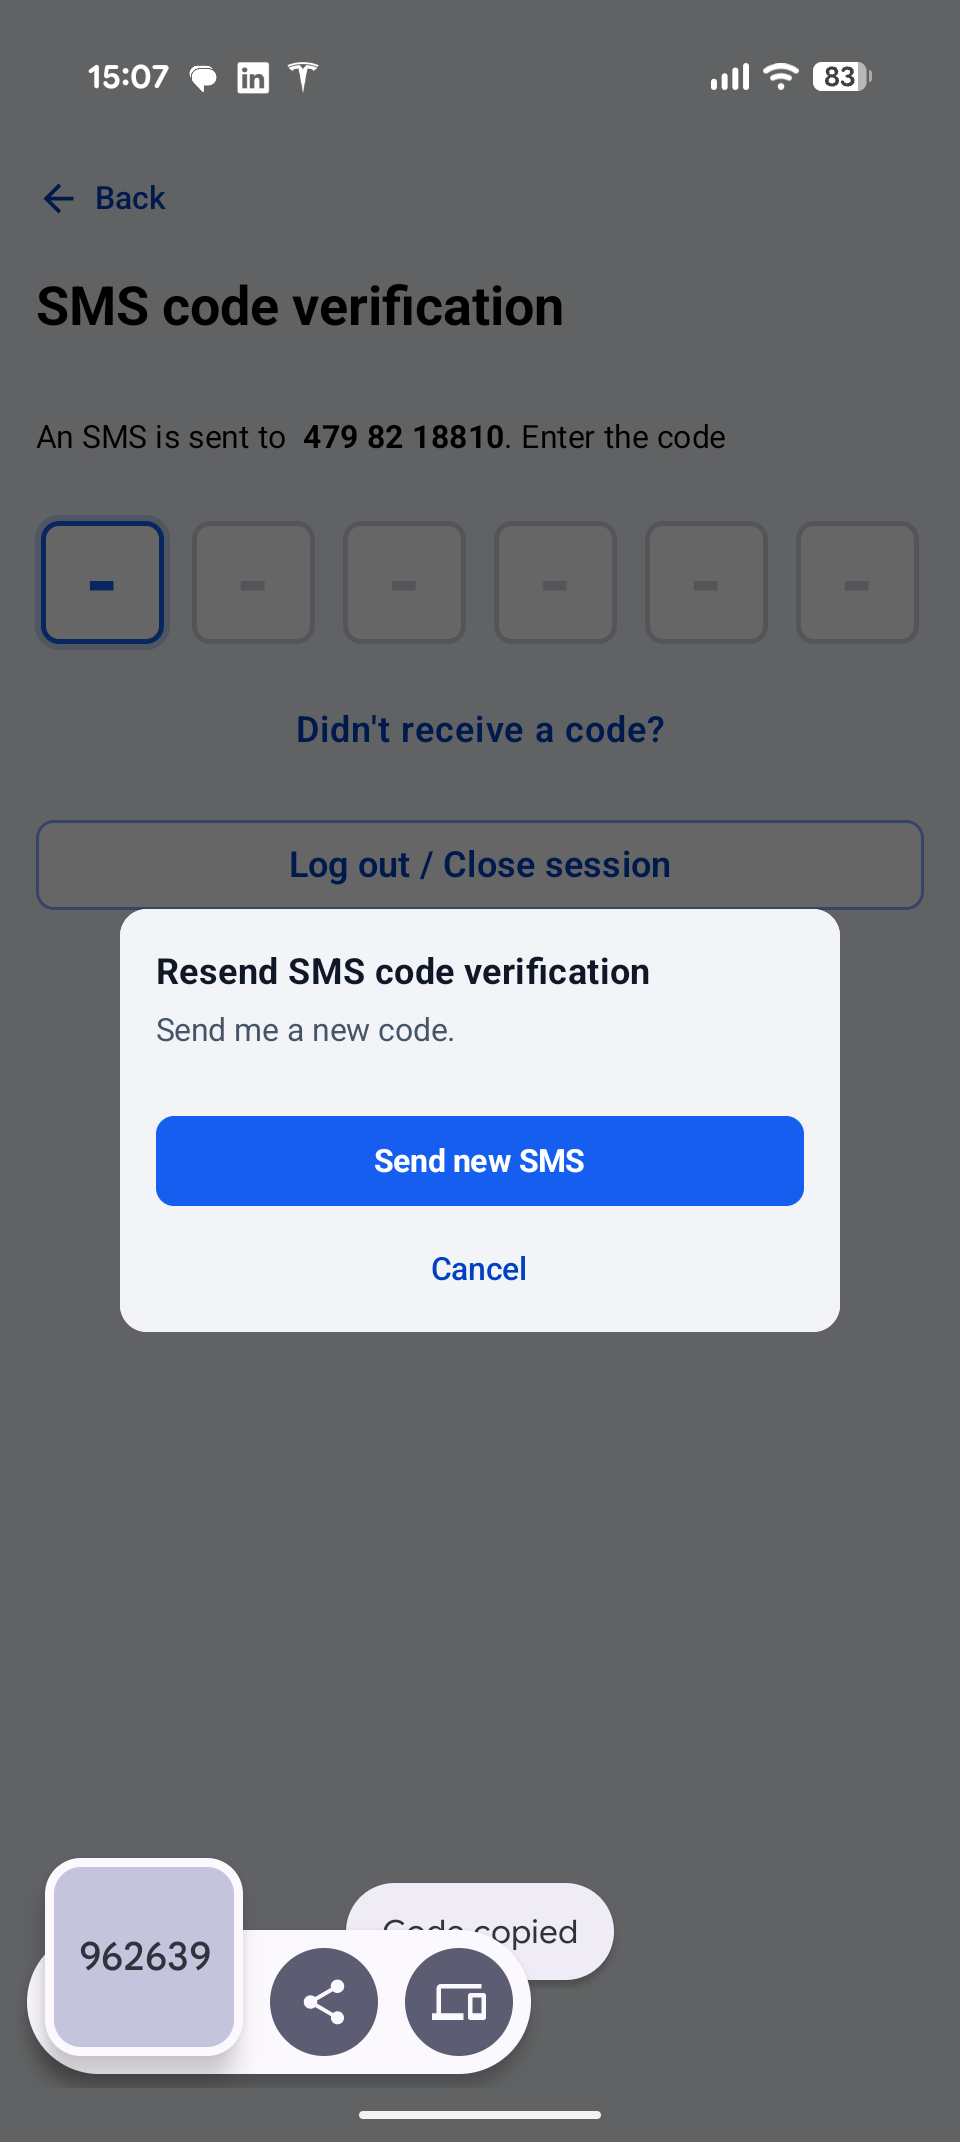 15:07
83
Back
SMS code verification
An SMS is sent to 479 82 18810. Enter the code
Didn't receive a code?
Log out / Close session
Resend SMS code verification
Send me a new code.
Send new SMS
Cancel
Code copied
962639